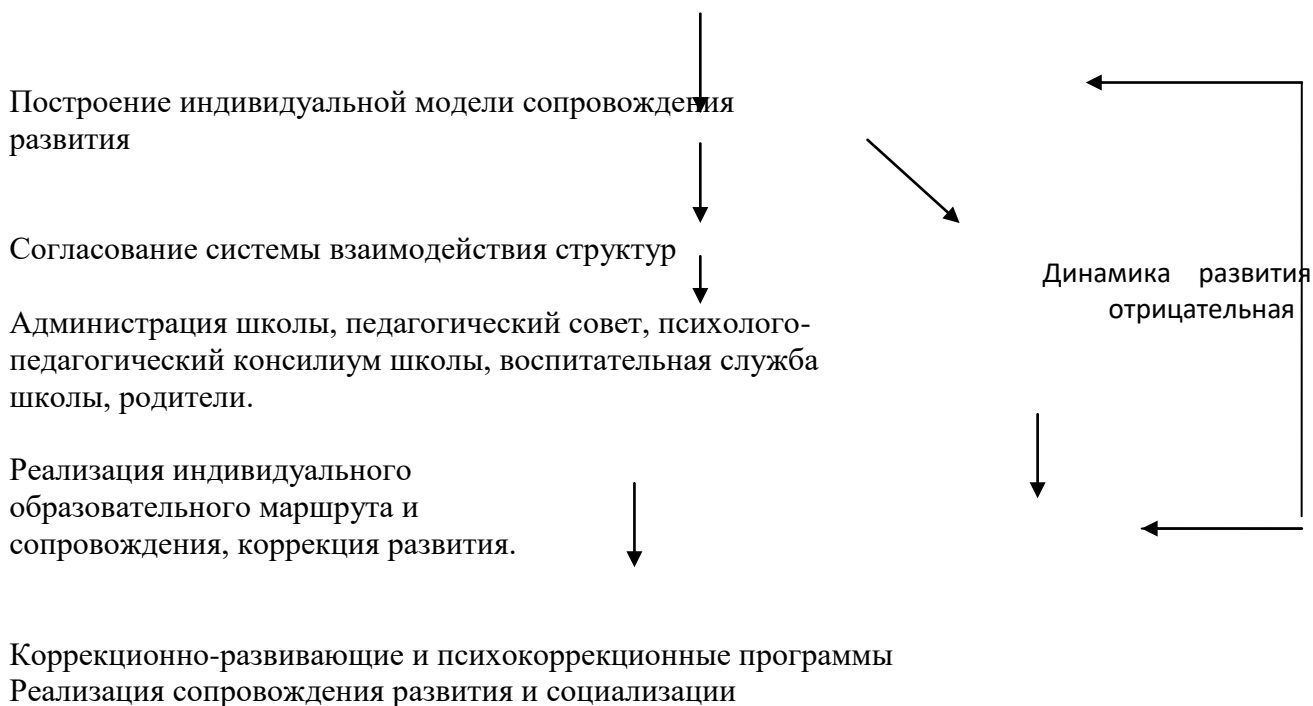 Построение индивидуальной модели сопровождения
развития
Согласование системы взаимодействия структур
Динамика развития
отрицательная
Администрация школы, педагогический совет, психолого-
педагогический консилиум школы, воспитательная служба
школы, родители.
Реализация индивидуального
образовательного маршрута и
сопровождения, коррекция развития.
Коррекционно-развивающие и психокоррекционные программы
Реализация сопровождения развития и социализации